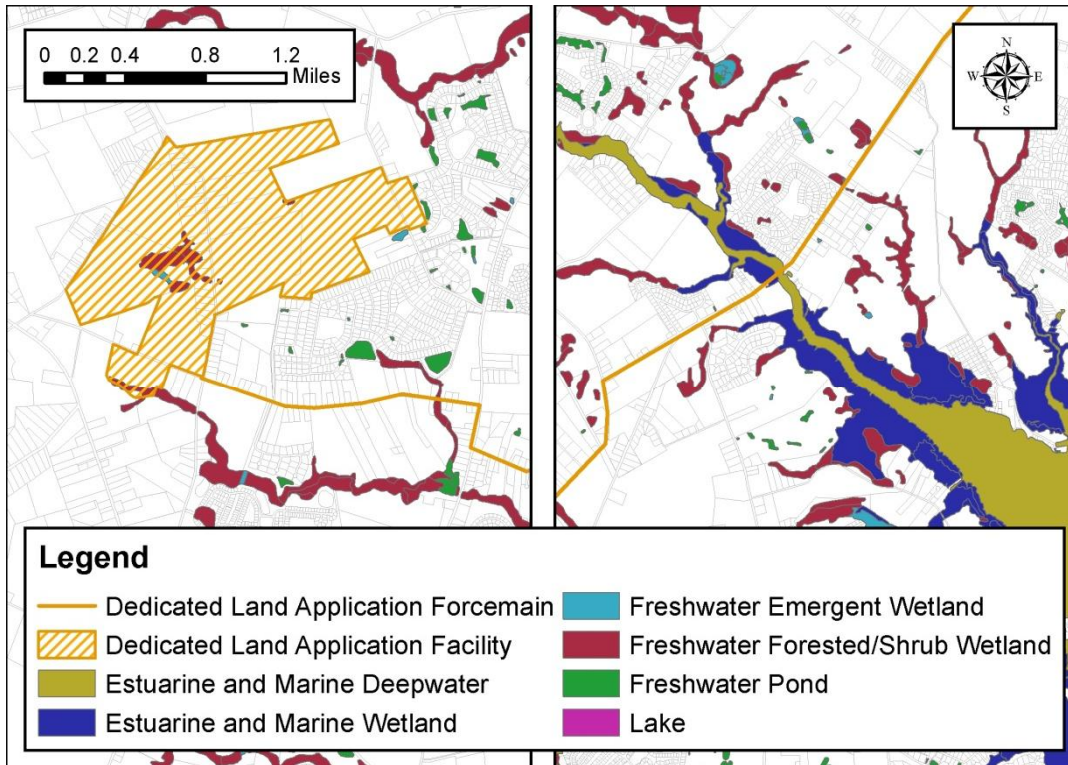 0 0.2 0.4 0.8 1.2
Miles
N
W E
S
Legend
Dedicated Land Application Forcemain
Dedicated Land Application Facility
Estuarine and Marine Deepwater
Estuarine and Marine Wetland
Freshwater Emergent Wetland
Freshwater Forested/Shrub Wetland
Freshwater Pond
Lake